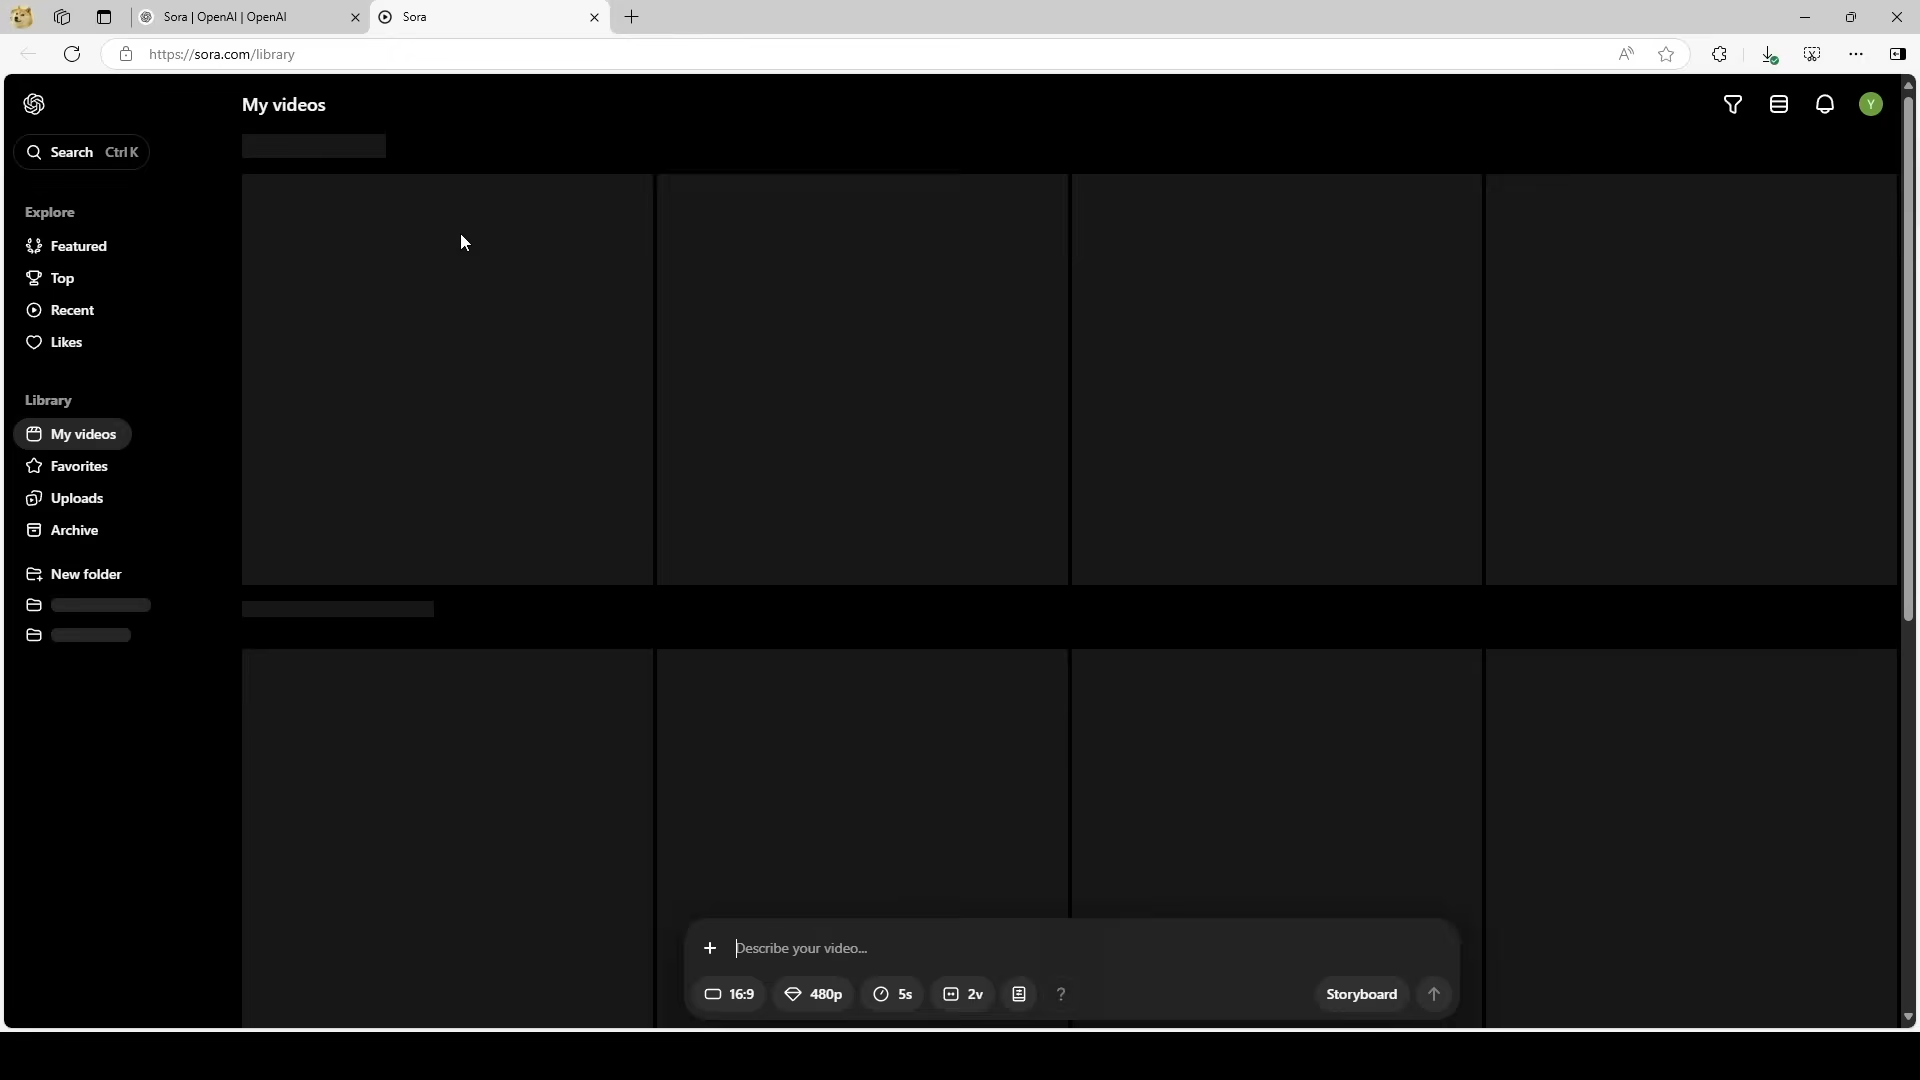 Sora | OpenAI | OpenAI
Sora
https://sora.com/library
My videos
Y
Search Ctrl K
Explore
Featured
Top
Recent
Likes
Library
My videos
Favorites
Uploads
Archive
New folder
Describe your video...
16:9 480p 5s 2v ? Storyboard